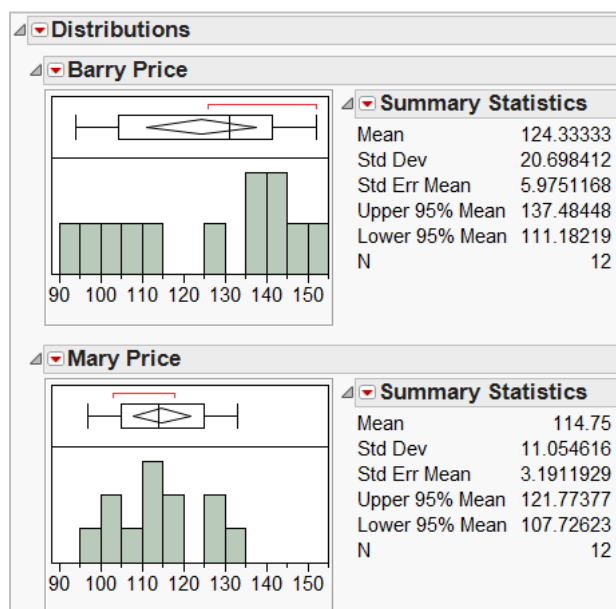 Distributions
Barry Price
Summary Statistics
Mean 124.33333
Std Dev 20.698412
Std Err Mean 5.9751168
Upper 95% Mean 137.48448
Lower 95% Mean 111.18219
N 12
90 100 110 120 130 140 150
Mary Price
Summary Statistics
Mean 114.75
Std Dev 11.054616
Std Err Mean 3.1911929
Upper 95% Mean 121.77377
Lower 95% Mean 107.72623
N 12
90 100 110 120 130 140 150